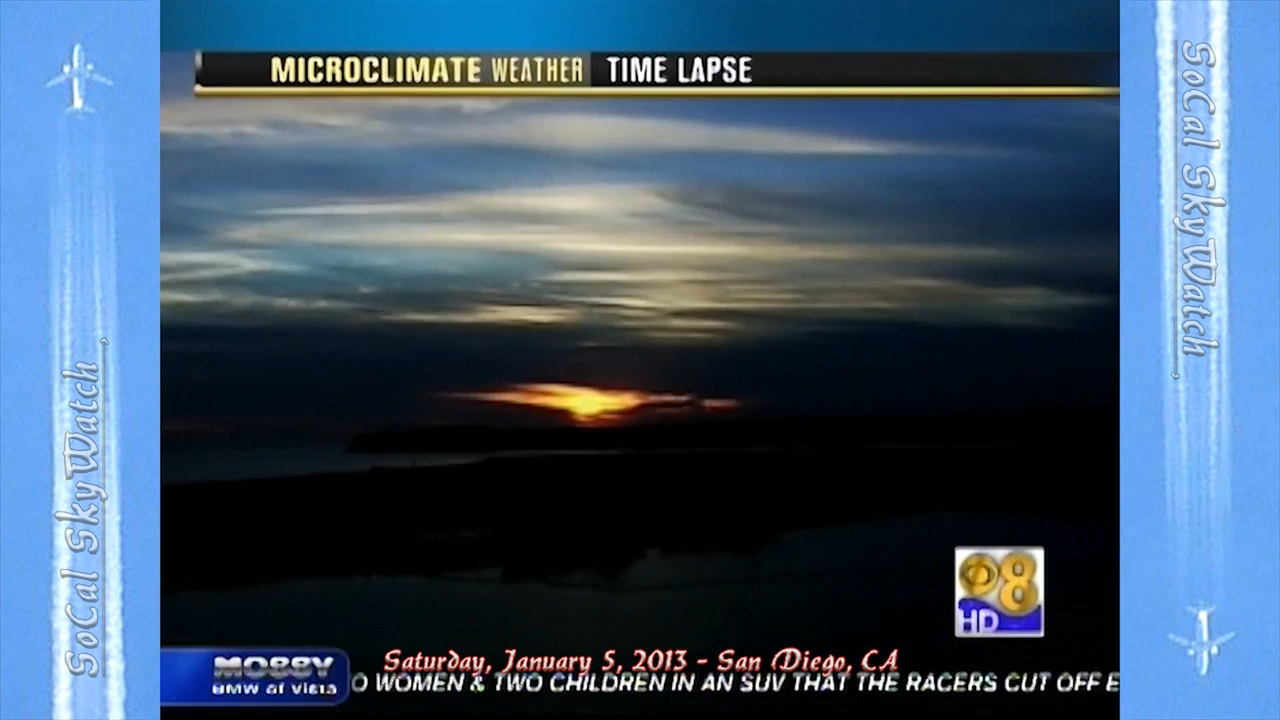 MICROCLIMATE WEATHER TIME LAPSE
SoCal SkyWatch
SoCal SkyWatch
8
HD
MOSSY
BMW of Vista
Saturday, January 5, 2013 - San Diego, CA
O WOMEN & TWO CHILDREN IN AN SUV THAT THE RACERS CUT OFF E